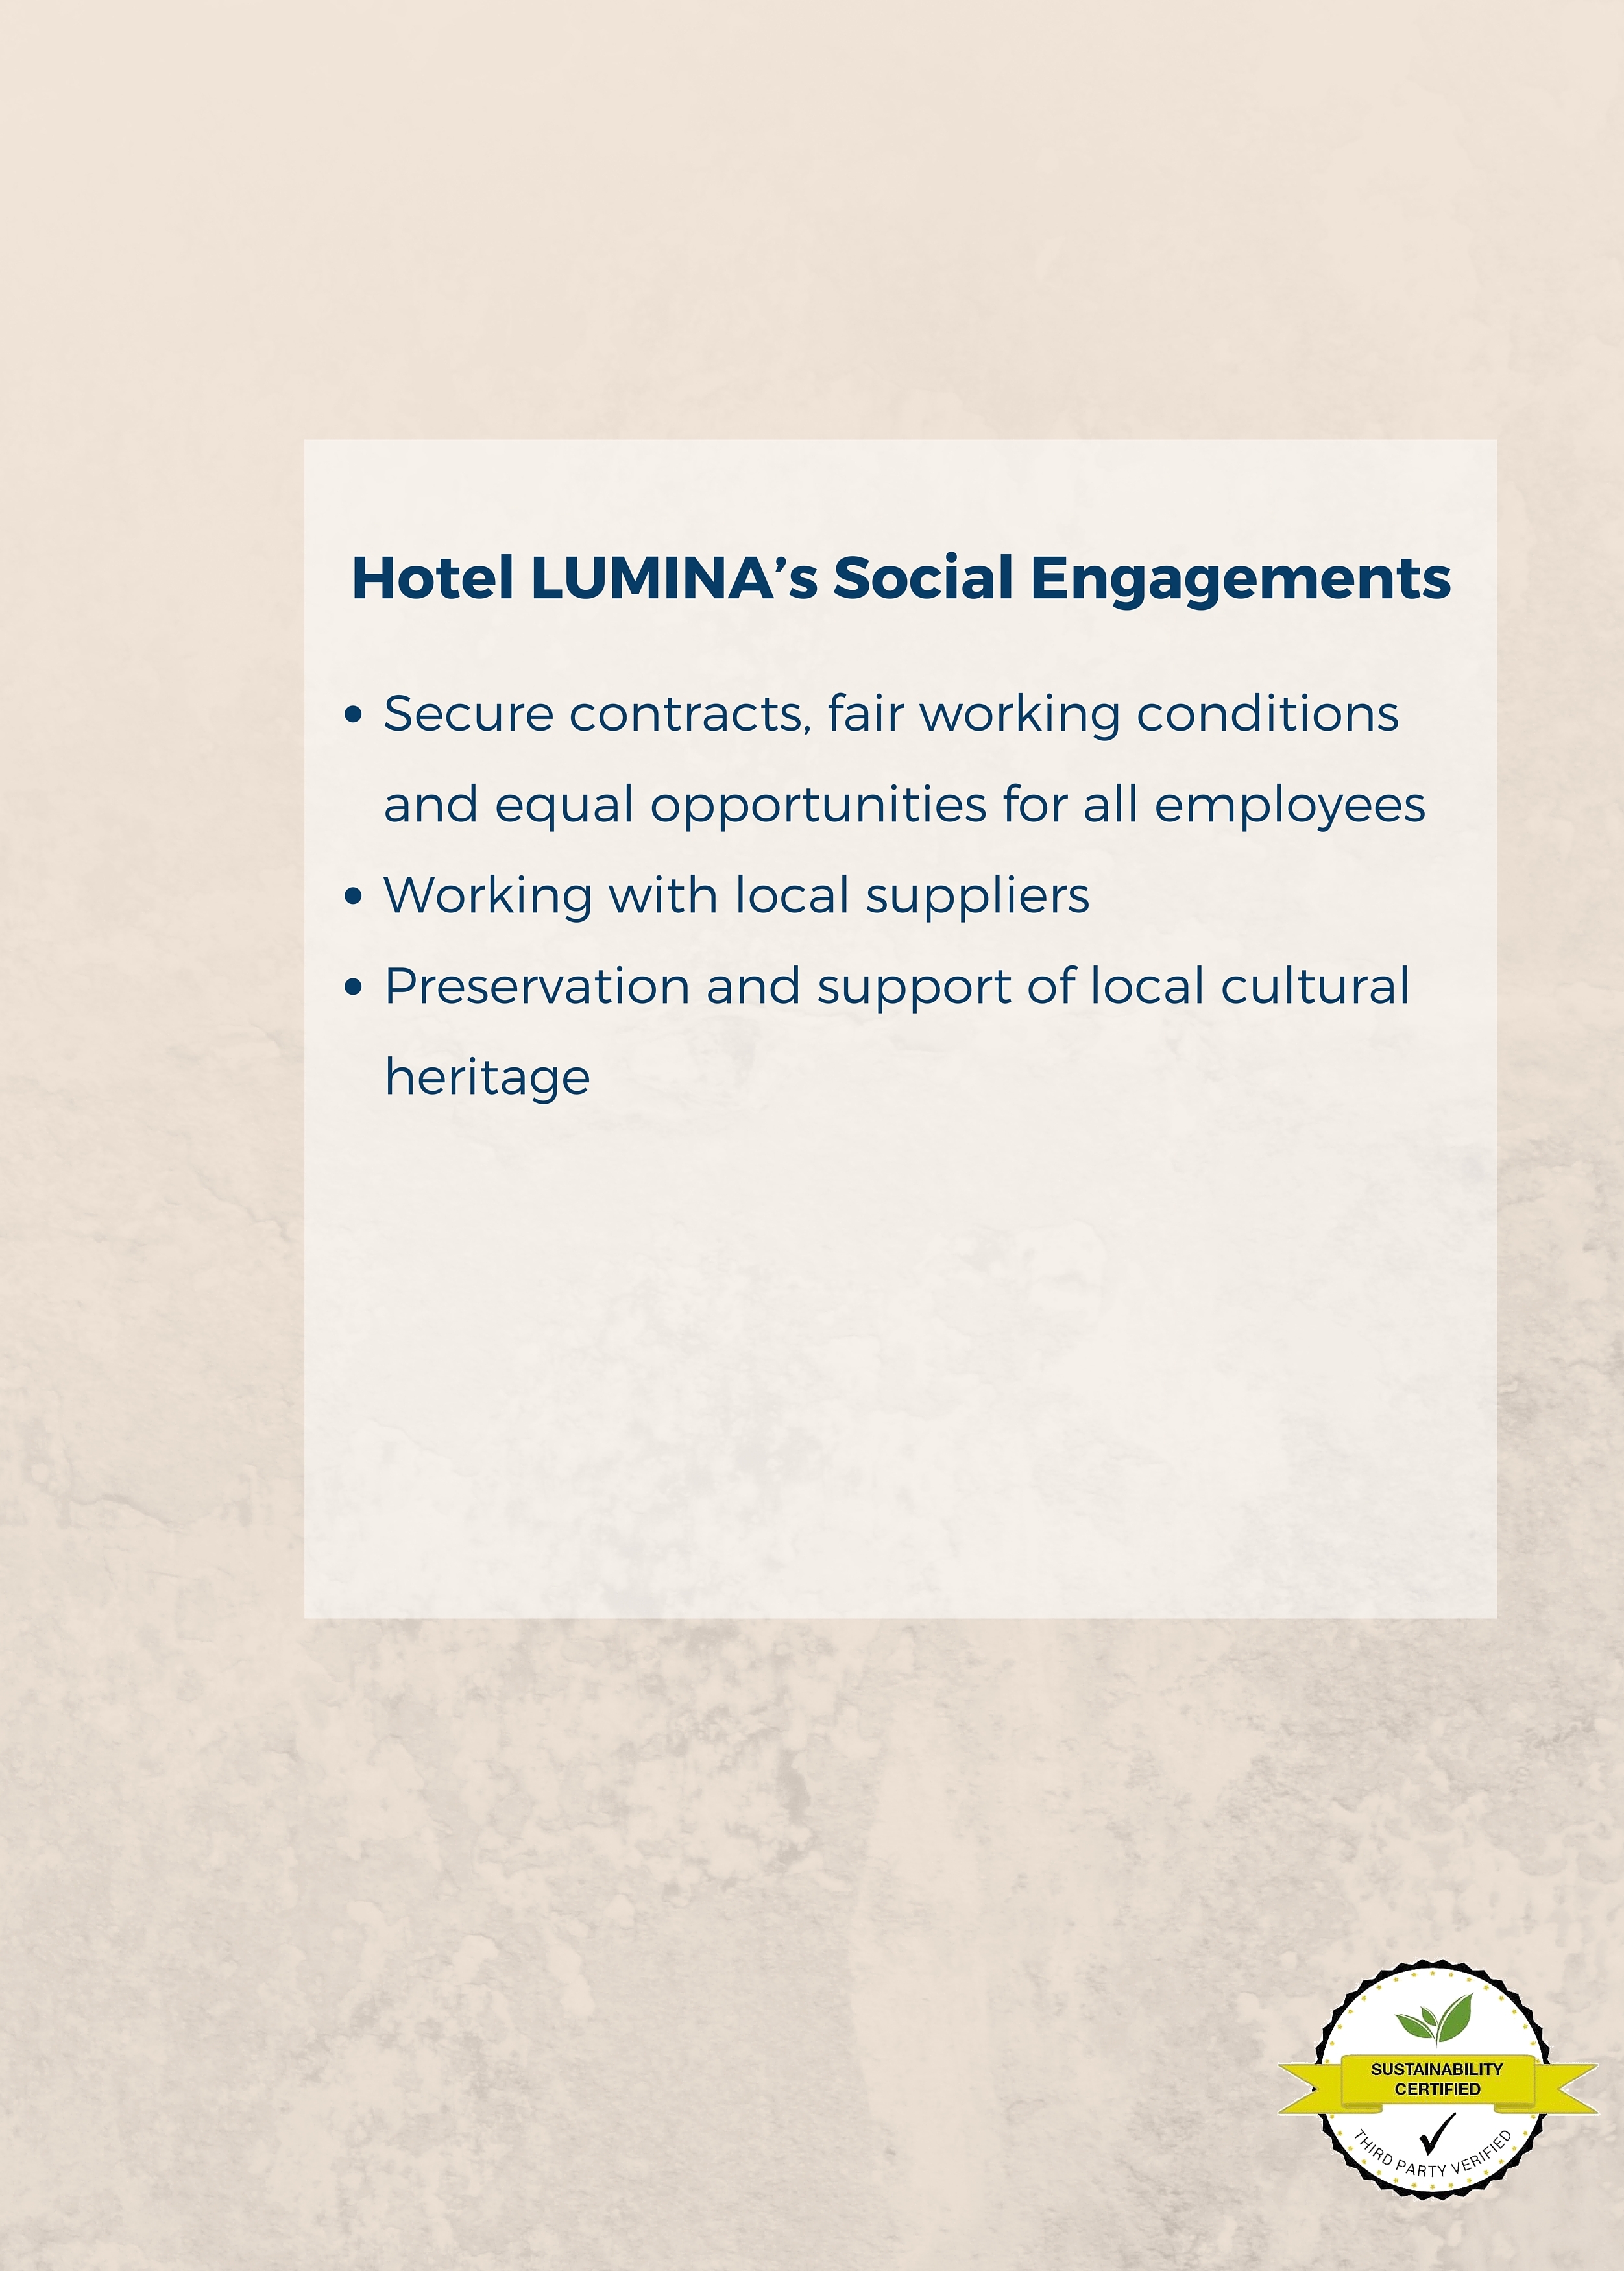 Hotel LUMINA’s Social Engagements
• Secure contracts, fair working conditions
and equal opportunities for all employees
• Working with local suppliers
• Preservation and support of local cultural
heritage
SUSTAINABILITY
CERTIFIED
THIRD PARTY VERIFIED